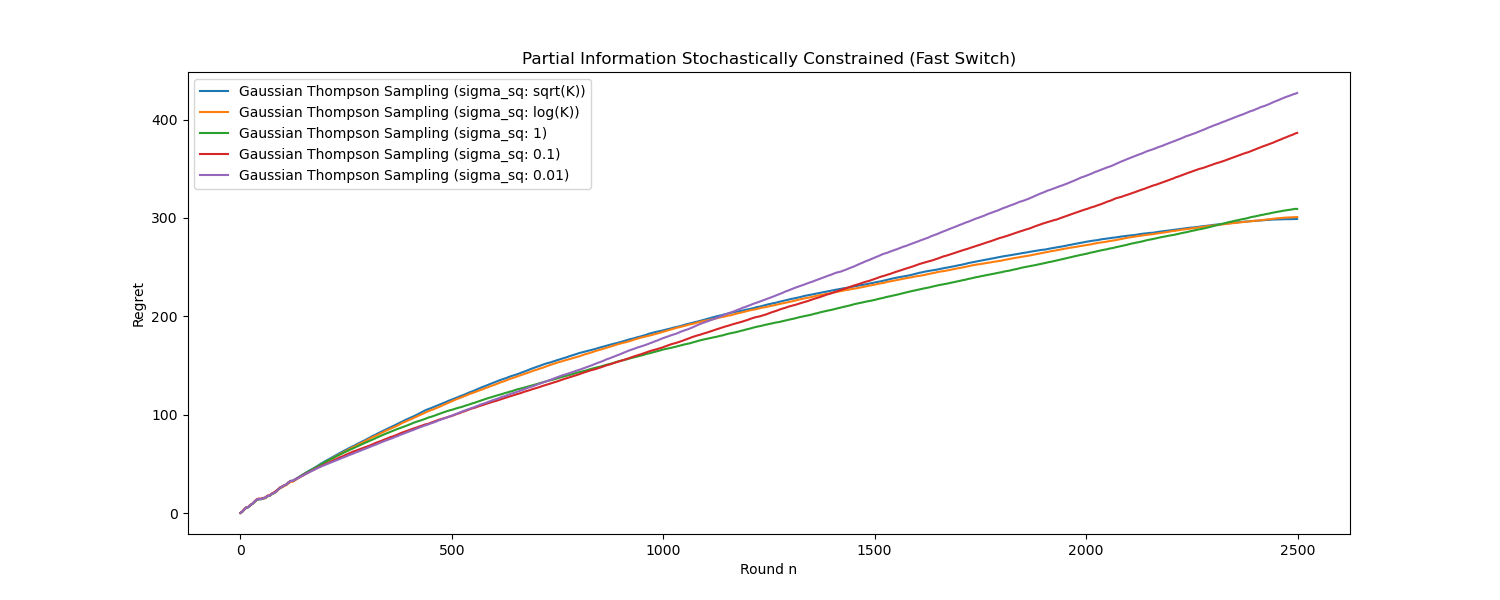 Partial Information Stochastically Constrained (Fast Switch)
Gaussian Thompson Sampling (sigma_sq: sqrt(K))
Gaussian Thompson Sampling (sigma_sq: log(K))
Gaussian Thompson Sampling (sigma_sq: 1)
Gaussian Thompson Sampling (sigma_sq: 0.1)
Gaussian Thompson Sampling (sigma_sq: 0.01)
Regret
400
300
200
100
0
0 500 1000 1500 2000 2500
Round n